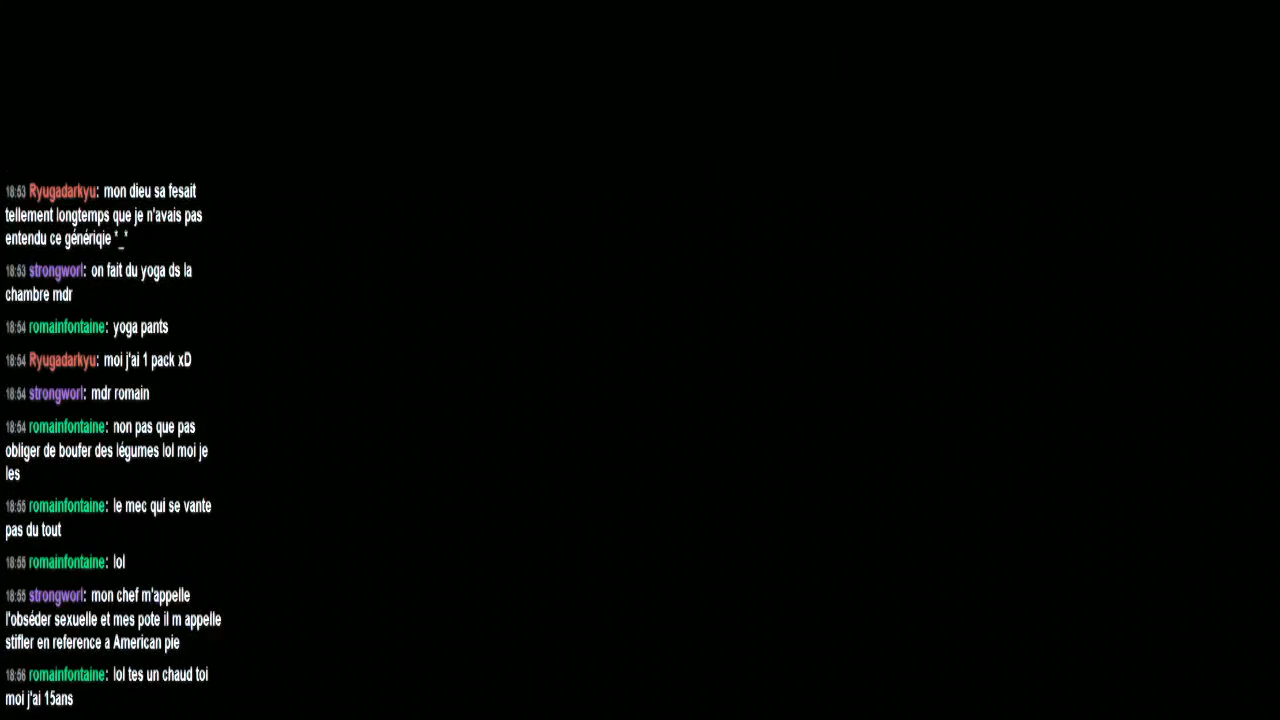 18:53 Ryugadarkyu: mon dieu sa fesait
tellement longtemps que je n'avais pas
entendu ce génériqie *_*
18:53 strongworl: on fait du yoga ds la
chambre mdr
18:54 romainfontaine: yoga pants
18:54 Ryugadarkyu: moi j'ai 1 pack xD
18:54 strongworl: mdr romain
18:54 romainfontaine: non pas que pas
obliger de boufer des légumes lol moi je
les
18:55 romainfontaine: le mec qui se vante
pas du tout
18:55 romainfontaine: lol
18:55 strongworl: mon chef m'appelle
l'obséder sexuelle et mes pote il m appelle
stifler en reference a American pie
18:56 romainfontaine: lol tes un chaud toi
moi j'ai 15ans